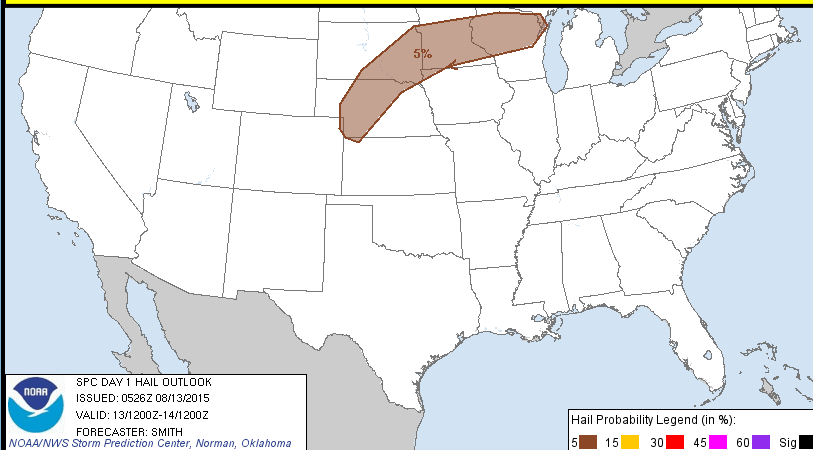 5%
NOAA
SPC DAY 1 HAIL OUTLOOK
ISSUED: 0526Z 08/13/2015
VALID: 13/1200Z-14/1200Z
FORECASTER: SMITH
NOAA/NWS Storm Prediction Center, Norman, Oklahoma
Hail Probability Legend (in %):
5 15 30 45 60 Sig